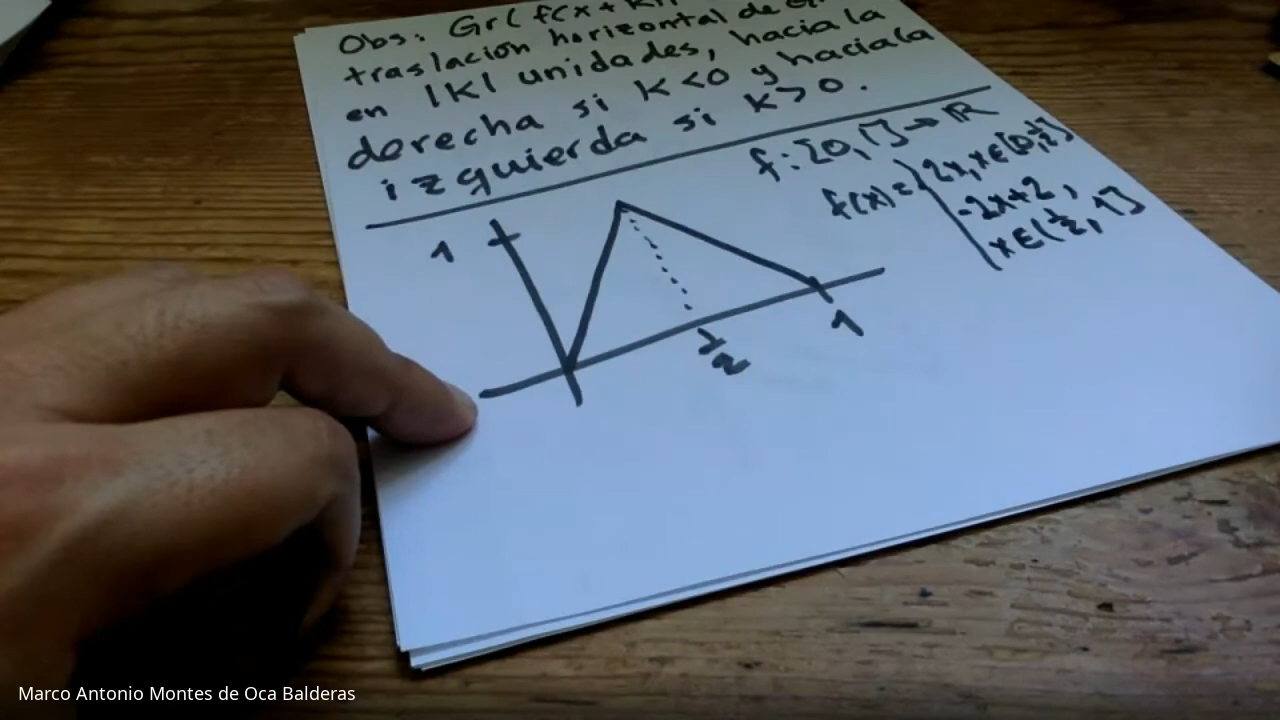 Obs: Gr(f(x+k))
traslación horizontal de Gr
en |K| unidades, hacia la
derecha si K<0 y hacia la
izquierda si K>0.
f:[0,1]→ℝ
f(x)={2x, x∈[0,1/2]
-2x+2,
x∈(1/2,1]
1
1/2
1
Marco Antonio Montes de Oca Balderas